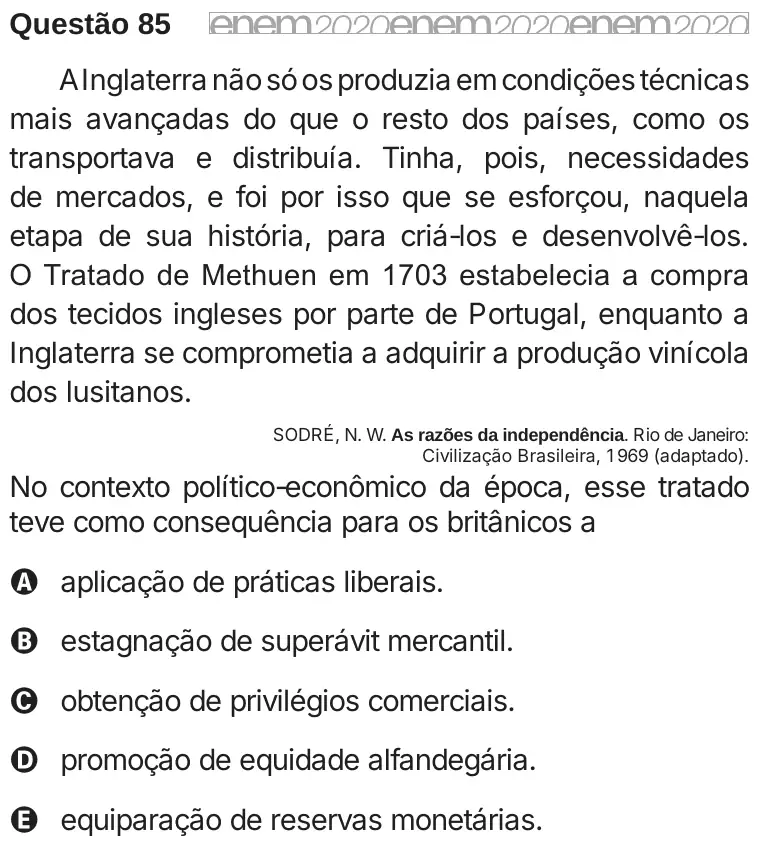 Questão 85
enem2020enem2020enem2020
A Inglaterra não só os produzia em condições técnicas
mais avançadas do que o resto dos países, como os
transportava e distribuía. Tinha, pois, necessidades
de mercados, e foi por isso que se esforçou, naquela
etapa de sua história, para criá-los e desenvolvê-los.
O Tratado de Methuen em 1703 estabelecia a compra
dos tecidos ingleses por parte de Portugal, enquanto a
Inglaterra se comprometia a adquirir a produção vinícola
dos lusitanos.
SODRÉ, N. W. As razões da independência. Rio de Janeiro:
Civilização Brasileira, 1969 (adaptado).
No contexto político-econômico da época, esse tratado
teve como consequência para os britânicos a
A aplicação de práticas liberais.
B estagnação de superávit mercantil.
C obtenção de privilégios comerciais.
D promoção de equidade alfandegária.
E equiparação de reservas monetárias.